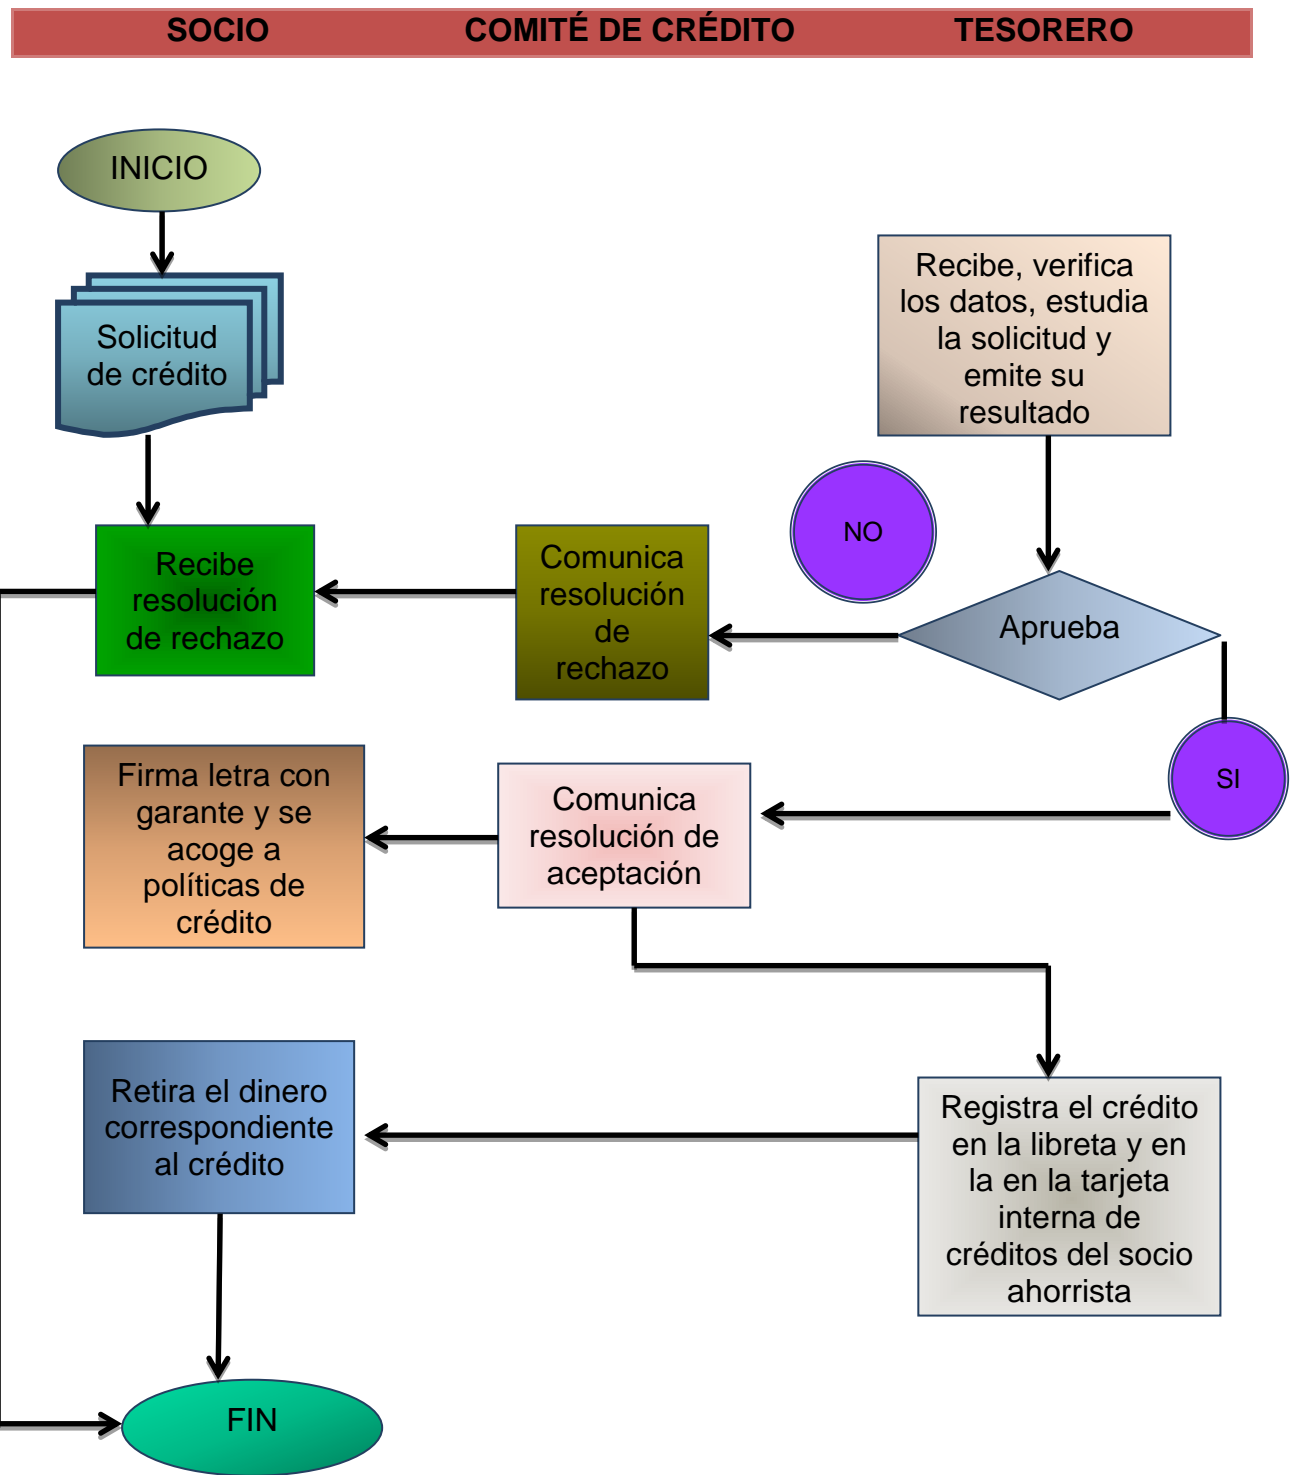 SOCIO COMITÉ DE CRÉDITO TESORERO
INICIO
Solicitud
de crédito
Recibe, verifica
los datos, estudia
la solicitud y
emite su
resultado
NO
Recibe
resolución
de rechazo
Comunica
resolución
de
rechazo
Aprueba
SI
Firma letra con
garante y se
acoge a
políticas de
crédito
Comunica
resolución de
aceptación
Retira el dinero
correspondiente
al crédito
Registra el crédito
en la libreta y en
la en la tarjeta
interna de
créditos del socio
ahorrista
FIN